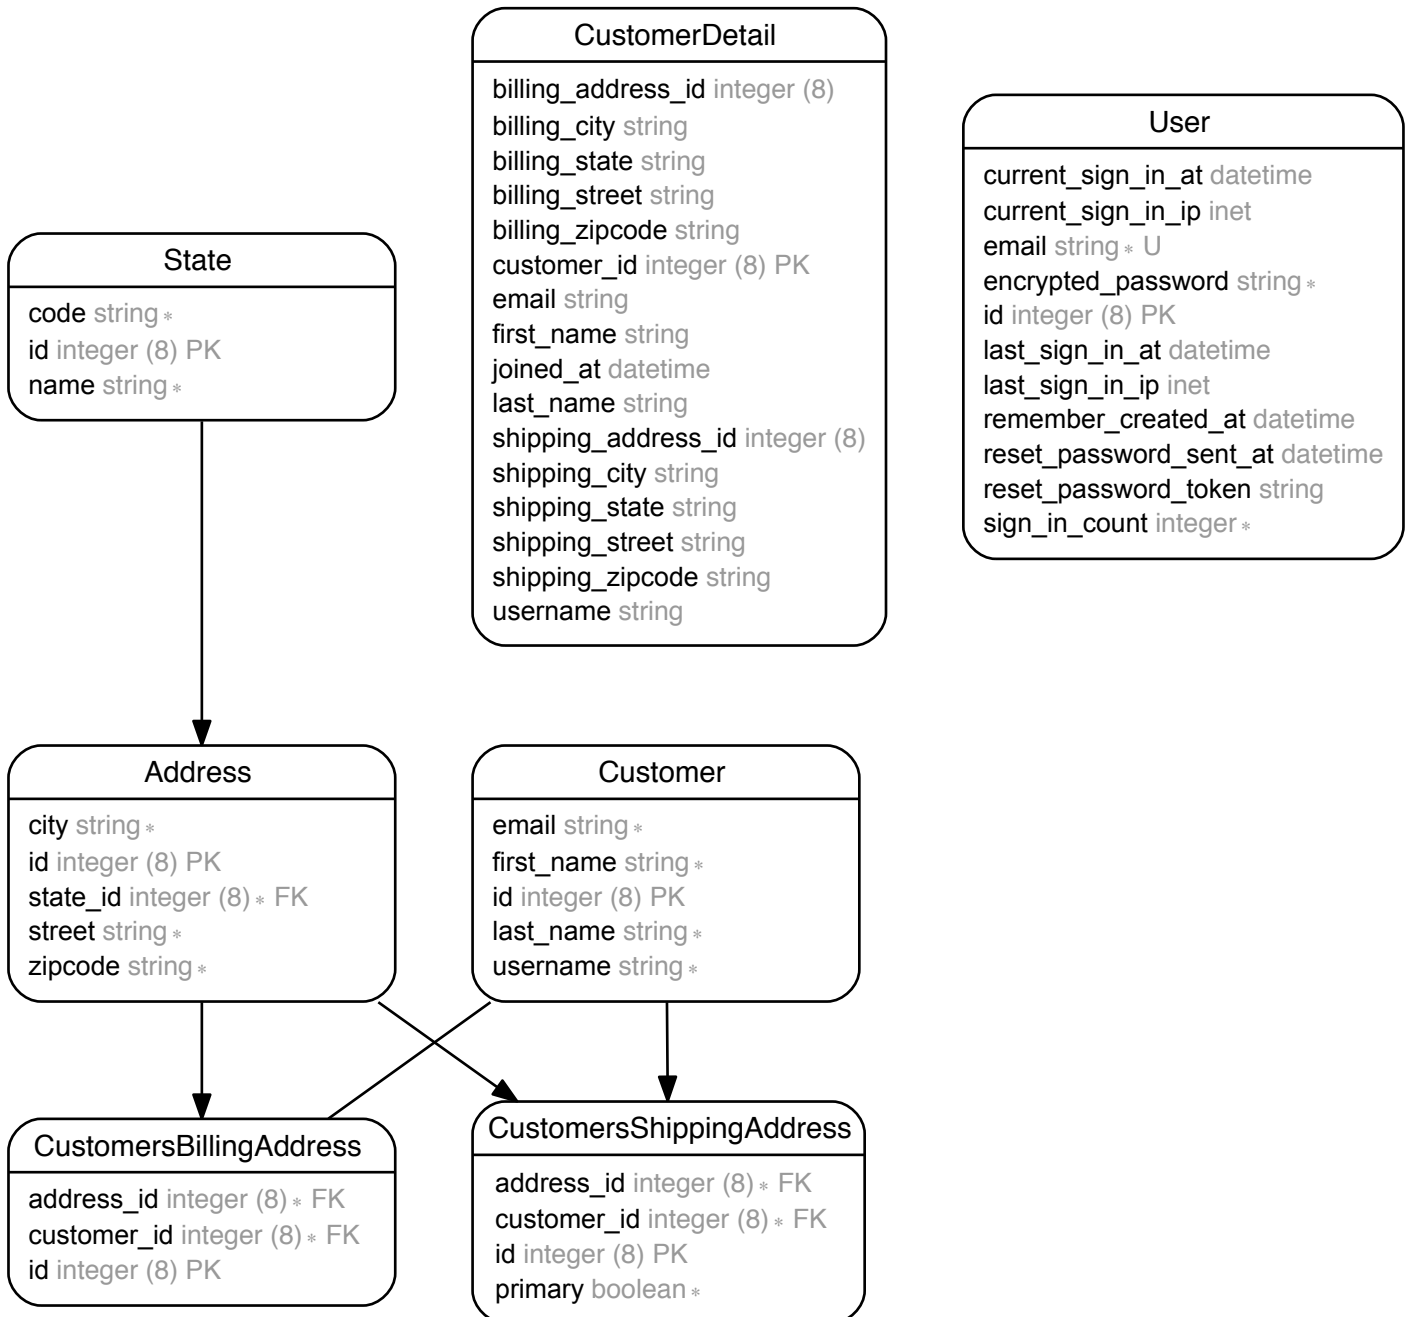 CustomerDetail
billing_address_id integer (8)
billing_city string
billing_state string
billing_street string
billing_zipcode string
customer_id integer (8) PK
email string
first_name string
joined_at datetime
last_name string
shipping_address_id integer (8)
shipping_city string
shipping_state string
shipping_street string
shipping_zipcode string
username string
User
current_sign_in_at datetime
current_sign_in_ip inet
email string * U
encrypted_password string *
id integer (8) PK
last_sign_in_at datetime
last_sign_in_ip inet
remember_created_at datetime
reset_password_sent_at datetime
reset_password_token string
sign_in_count integer *
State
code string *
id integer (8) PK
name string *
Address
city string *
id integer (8) PK
state_id integer (8) * FK
street string *
zipcode string *
Customer
email string *
first_name string *
id integer (8) PK
last_name string *
username string *
CustomersBillingAddress
address_id integer (8) * FK
customer_id integer (8) * FK
id integer (8) PK
CustomersShippingAddress
address_id integer (8) * FK
customer_id integer (8) * FK
id integer (8) PK
primary boolean *